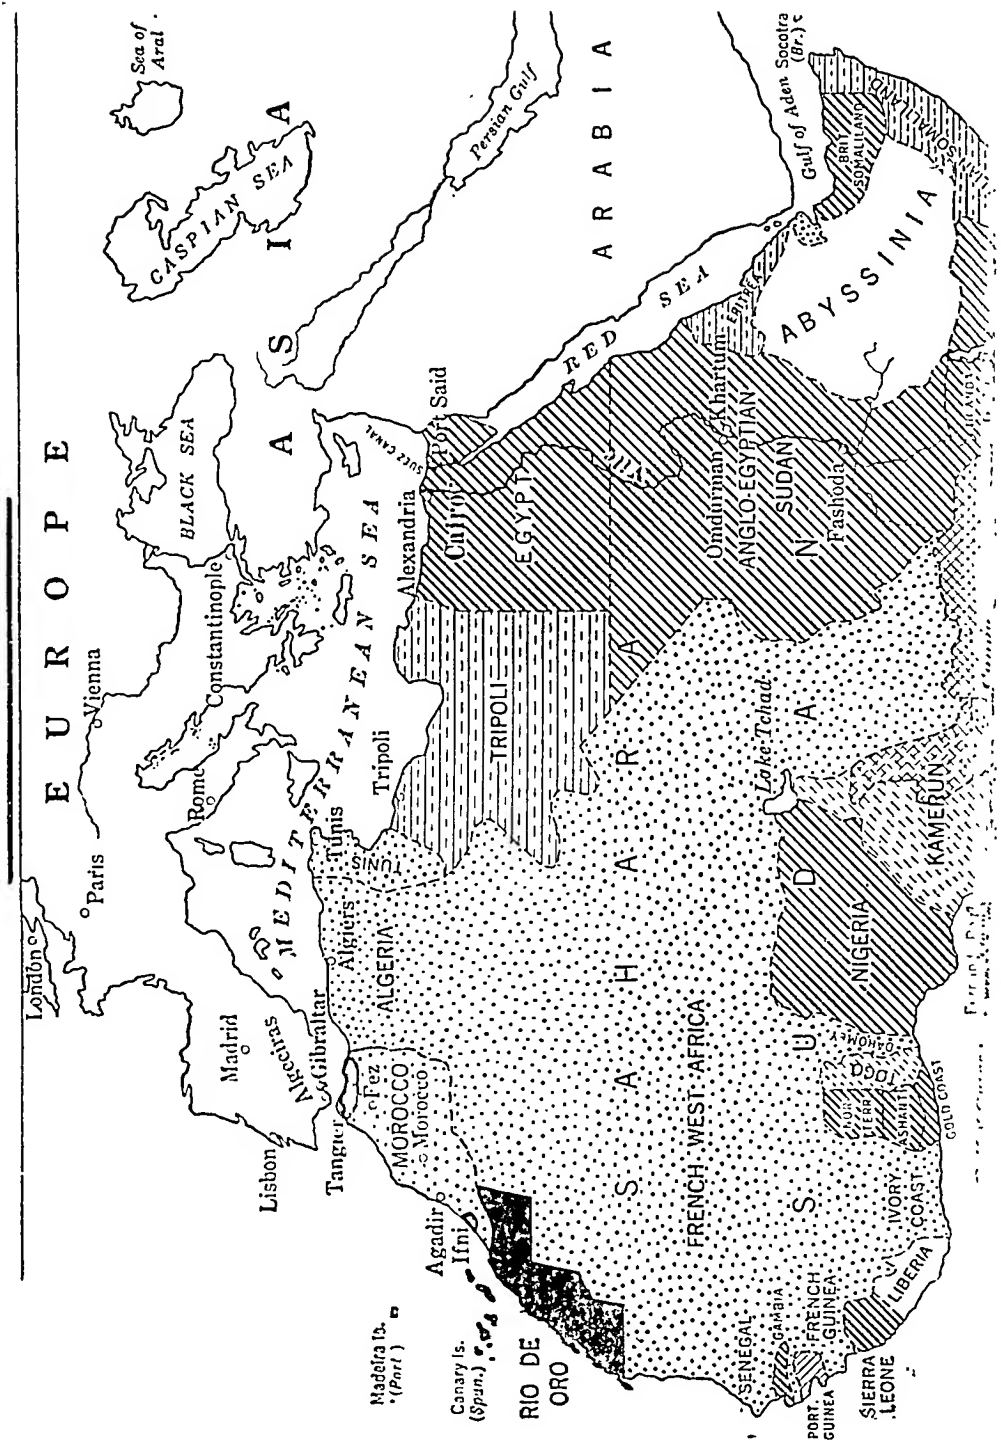 EUROPE
London
Paris
Vienna
Sea of
Aral
CASPIAN SEA
BLACK SEA
ASIA
Constantinople
Rome
Madrid
Lisbon
Algeciras
Gibraltar
MEDITERRANEAN SEA
Persian Gulf
ARABIA
RED SEA
Gulf of Aden
Socotra
(Br.)
SUEZ CANAL
Port Said
Alexandria
Cairo
EGYPT
NILE
Tripoli
TRIPOLI
Tunis
TUNIS
Algiers
ALGERIA
Tangier
Fez
MOROCCO
Morocco
Agadir
Ifni
Madeira Is.
(Port.)
Canary Is.
(Span.)
RIO DE
ORO
SAHARA
FRENCH WEST AFRICA
SUDAN
Lake Tchad
Omdurman
Khartum
ANGLO-EGYPTIAN
SUDAN
Fashoda
ERITREA
ABYSSINIA
BRIT.
SOMALILAND
SOMALILAND
SENEGAL
GAMBIA
PORT.
GUINEA
FRENCH
GUINEA
SIERRA
LEONE
LIBERIA
IVORY
COAST
NOR.
TERR.
ASHANTI
GOLD COAST
TOGO
DAHOMEY
NIGERIA
KAMERUN